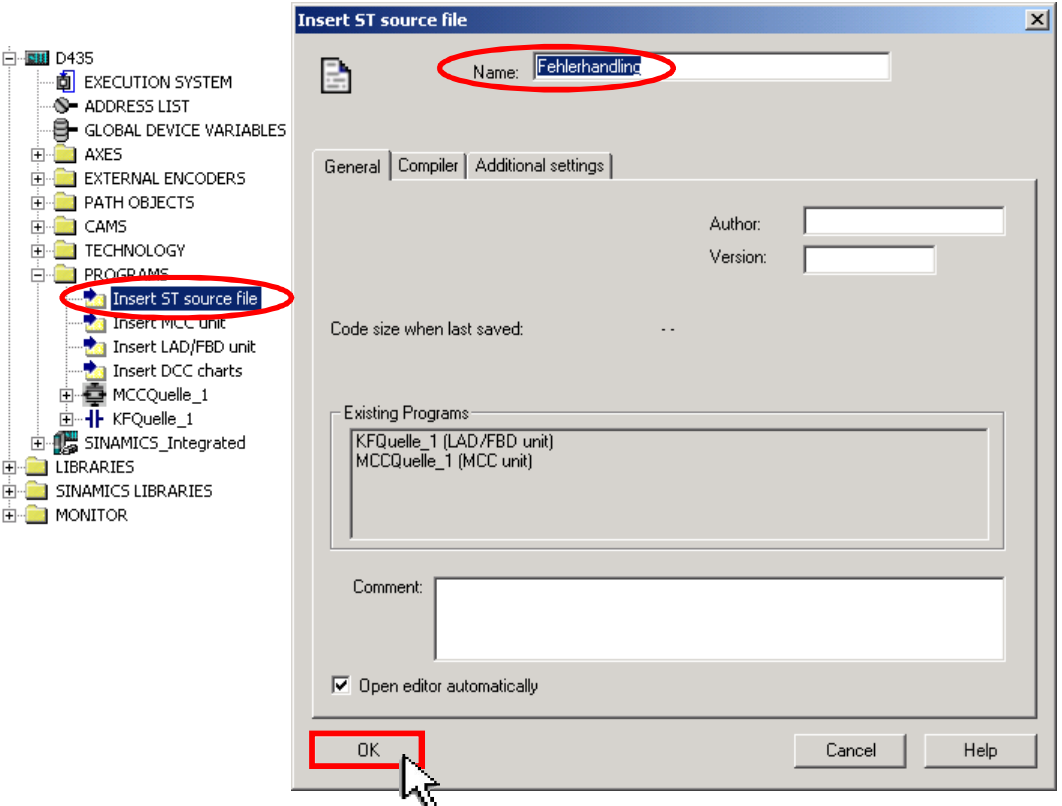 D435
EXECUTION SYSTEM
ADDRESS LIST
GLOBAL DEVICE VARIABLES
AXES
EXTERNAL ENCODERS
PATH OBJECTS
CAMS
TECHNOLOGY
PROGRAMS
Insert ST source file
Insert MCC unit
Insert LAD/FBD unit
Insert DCC charts
MCCQuelle_1
KFQuelle_1
SINAMICS_Integrated
LIBRARIES
SINAMICS LIBRARIES
MONITOR
Insert ST source file
Name: Fehlerhandling
General Compiler Additional settings
Author:
Version:
Code size when last saved: - -
Existing Programs
KFQuelle_1 (LAD/FBD unit)
MCCQuelle_1 (MCC unit)
Comment:
Open editor automatically
OK Cancel Help